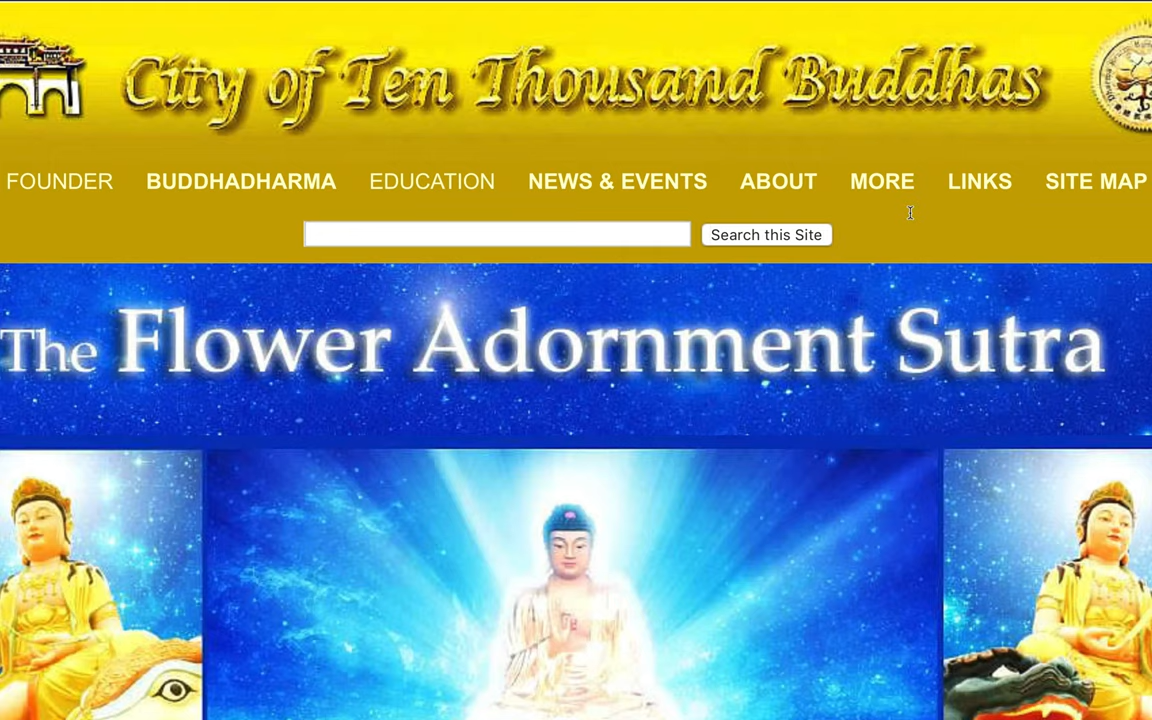 City of Ten Thousand Buddhas
FOUNDER BUDDHADHARMA EDUCATION NEWS & EVENTS ABOUT MORE LINKS SITE MAP
Search this Site
The Flower Adornment Sutra